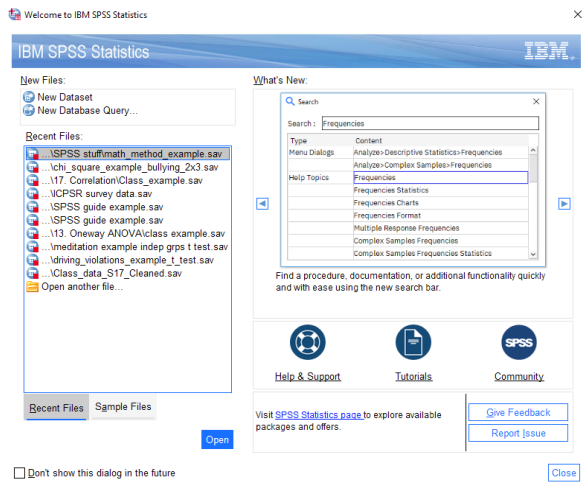 Welcome to IBM SPSS Statistics
IBM SPSS Statistics
IBM.
New Files:
New Dataset
New Database Query...
Recent Files:
...\SPSS stuff\math_method_example.sav
...\chi_square_example_bullying_2x3.sav
...\17. Correlation\Class_example.sav
...\ICPSR survey data.sav
...\SPSS guide example.sav
...\SPSS guide example.sav
...\13. Oneway ANOVA\class example.sav
...\meditation example indep grps t test.sav
...\driving_violations_example_t_test.sav
...\Class_data_S17_Cleaned.sav
Open another file...
Recent Files
Sample Files
Open
What's New:
Search
Search : Frequencies
Type Content
Menu Dialogs Analyze>Descriptive Statistics>Frequencies
Analyze>Complex Samples>Frequencies
Help Topics Frequencies
Frequencies Statistics
Frequencies Charts
Frequencies Format
Multiple Response Frequencies
Complex Samples Frequencies
Complex Samples Frequencies Statistics
Find a procedure, documentation, or additional functionality quickly
and with ease using the new search bar.
SPSS
Help & Support
Tutorials
Community
Visit SPSS Statistics page to explore available
packages and offers.
Give Feedback
Report Issue
Don't show this dialog in the future
Close